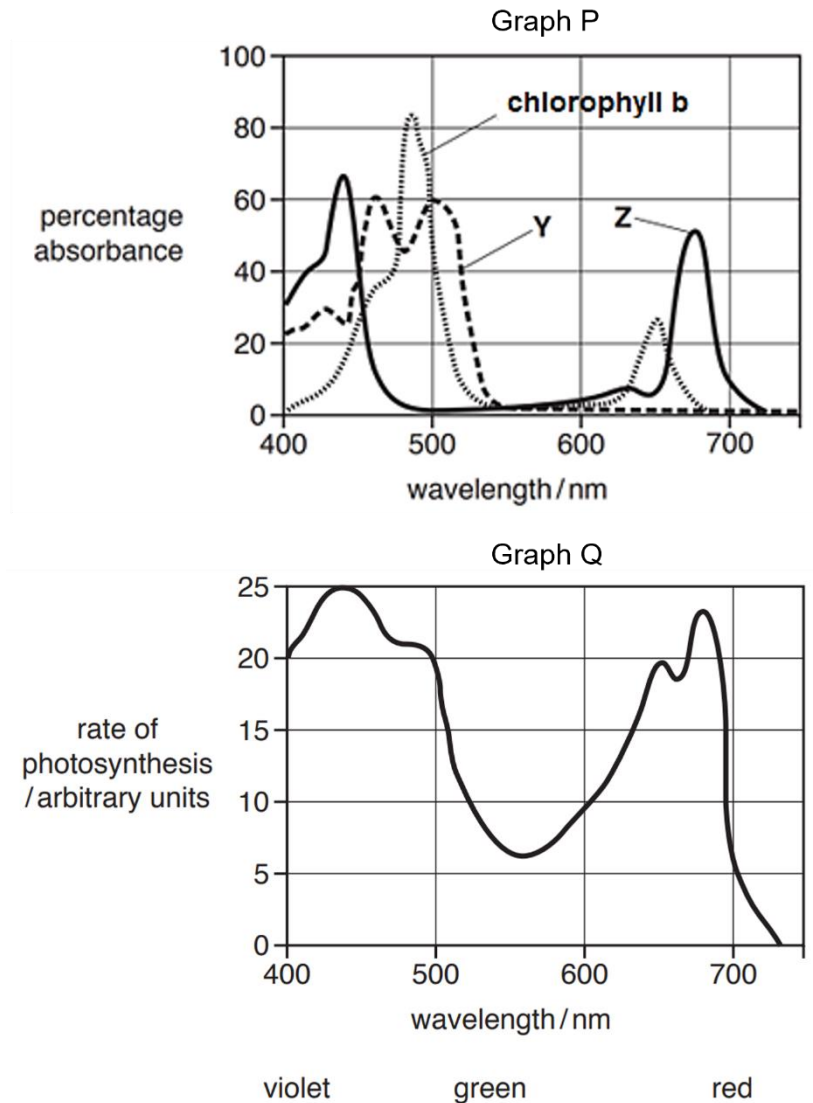 Graph P
100
80
60
40
20
0
percentage
absorbance
chlorophyll b
Y
Z
400 500 600 700
wavelength/nm
Graph Q
25
20
15
10
5
0
rate of
photosynthesis
/arbitrary units
400 500 600 700
wavelength/nm
violet green red